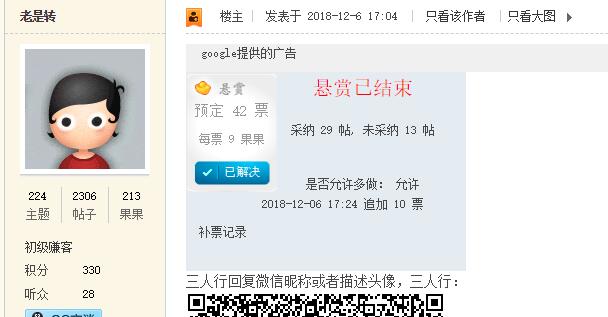 老是转
楼主 | 发表于 2018-12-6 17:04 | 只看该作者 | 只看大图
google提供的广告
悬赏
预定 42 票
每票 9 果果
已解决
悬赏已结束
采纳 29 帖, 未采纳 13 帖
是否允许多做： 允许
2018-12-06 17:24 追加 10 票
补票记录
224 2306 213
主题 帖子 果果
初级赚客
积分 330
听众 28
三人行回复微信昵称或者描述头像，三人行：